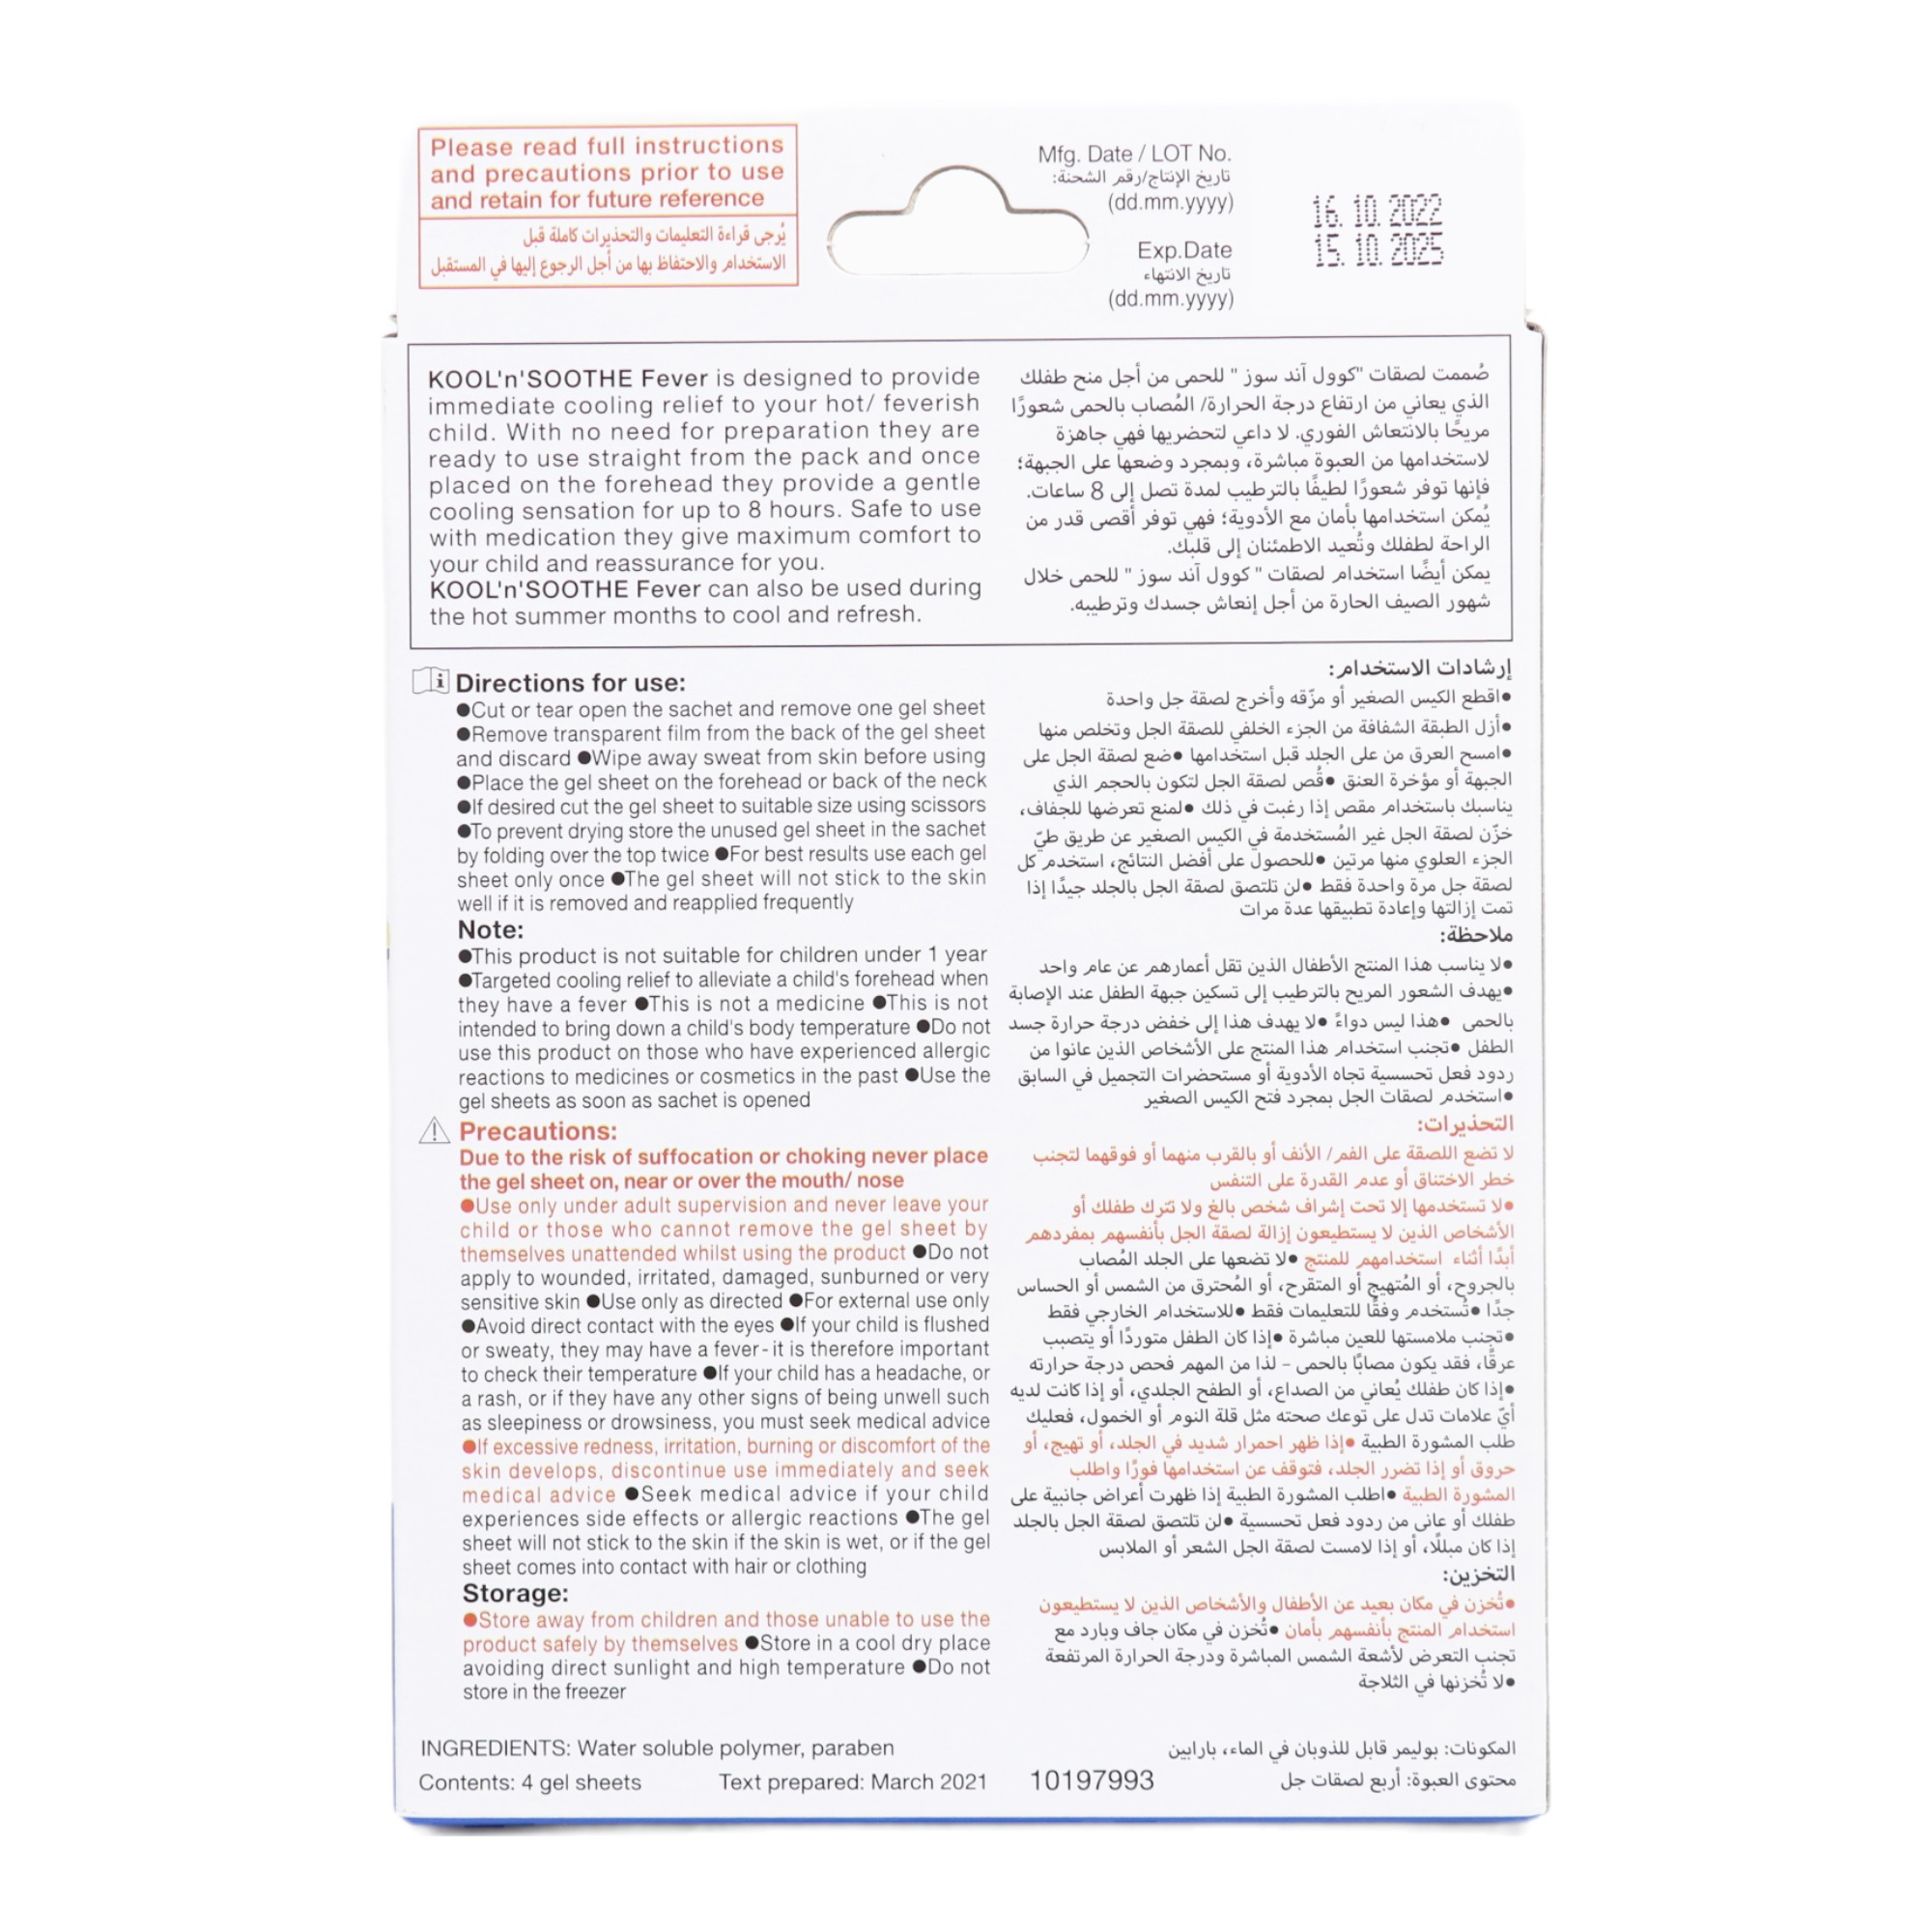 Please read full instructions
and precautions prior to use
and retain for future reference
يُرجى قراءة التعليمات والتحذيرات كاملة قبل
الاستخدام والاحتفاظ بها من أجل الرجوع إليها في المستقبل
Mfg. Date / LOT No.
تاريخ الإنتاج/رقم الشحنة:
(dd.mm.yyyy)
16. 10. 2022
Exp.Date
تاريخ الانتهاء
(dd.mm.yyyy)
15. 10. 2025
KOOL'n'SOOTHE Fever is designed to provide
immediate cooling relief to your hot/ feverish
child. With no need for preparation they are
ready to use straight from the pack and once
placed on the forehead they provide a gentle
cooling sensation for up to 8 hours. Safe to use
with medication they give maximum comfort to
your child and reassurance for you.
KOOL'n'SOOTHE Fever can also be used during
the hot summer months to cool and refresh.
صُممت لصقات "كوول آند سوز " للحمى من أجل منح طفلك
الذي يعاني من ارتفاع درجة الحرارة/ المُصاب بالحمى شعورًا
مريحًا بالانتعاش الفوري. لا داعي لتحضيرها فهي جاهزة
لاستخدامها من العبوة مباشرة، وبمجرد وضعها على الجبهة؛
فإنها توفر شعورًا لطيفًا بالترطيب لمدة تصل إلى 8 ساعات.
يُمكن استخدامها بأمان مع الأدوية؛ فهي توفر أقصى قدر من
الراحة لطفلك وتُعيد الاطمئنان إلى قلبك.
يمكن أيضًا استخدام لصقات " كوول آند سوز " للحمى خلال
شهور الصيف الحارة من أجل إنعاش جسدك وترطيبه.
Directions for use:
●Cut or tear open the sachet and remove one gel sheet
●Remove transparent film from the back of the gel sheet
and discard ●Wipe away sweat from skin before using
●Place the gel sheet on the forehead or back of the neck
●If desired cut the gel sheet to suitable size using scissors
●To prevent drying store the unused gel sheet in the sachet
by folding over the top twice ●For best results use each gel
sheet only once ●The gel sheet will not stick to the skin
well if it is removed and reapplied frequently
Note:
●This product is not suitable for children under 1 year
●Targeted cooling relief to alleviate a child's forehead when
they have a fever ●This is not a medicine ●This is not
intended to bring down a child's body temperature ●Do not
use this product on those who have experienced allergic
reactions to medicines or cosmetics in the past ●Use the
gel sheets as soon as sachet is opened
Precautions:
Due to the risk of suffocation or choking never place
the gel sheet on, near or over the mouth/ nose
●Use only under adult supervision and never leave your
child or those who cannot remove the gel sheet by
themselves unattended whilst using the product ●Do not
apply to wounded, irritated, damaged, sunburned or very
sensitive skin ●Use only as directed ●For external use only
●Avoid direct contact with the eyes ●If your child is flushed
or sweaty, they may have a fever - it is therefore important
to check their temperature ●If your child has a headache, or
a rash, or if they have any other signs of being unwell such
as sleepiness or drowsiness, you must seek medical advice
●If excessive redness, irritation, burning or discomfort of the
skin develops, discontinue use immediately and seek
medical advice ●Seek medical advice if your child
experiences side effects or allergic reactions ●The gel
sheet will not stick to the skin if the skin is wet, or if the gel
sheet comes into contact with hair or clothing
Storage:
●Store away from children and those unable to use the
product safely by themselves ●Store in a cool dry place
avoiding direct sunlight and high temperature ●Do not
store in the freezer
إرشادات الاستخدام:
●اقطع الكيس الصغير أو مزّقه وأخرج لصقة جل واحدة
●أزل الطبقة الشفافة من الجزء الخلفي للصقة الجل وتخلص منها
●امسح العرق من على الجلد قبل استخدامها ●ضع لصقة الجل على
الجبهة أو مؤخرة العنق ●قُص لصقة الجل لتكون بالحجم الذي
يناسبك باستخدام مقص إذا رغبت في ذلك ●لمنع تعرضها للجفاف،
خزّن لصقة الجل غير المُستخدمة في الكيس الصغير عن طريق طيّ
الجزء العلوي منها مرتين ●للحصول على أفضل النتائج، استخدم كل
لصقة جل مرة واحدة فقط ●لن تلتصق لصقة الجل بالجلد جيدًا إذا
تمت إزالتها وإعادة تطبيقها عدة مرات
ملاحظة:
●لا يناسب هذا المنتج الأطفال الذين تقل أعمارهم عن عام واحد
●يهدف الشعور المريح بالترطيب إلى تسكين جبهة الطفل عند الإصابة
بالحمى ●هذا ليس دواءً ●لا يهدف هذا إلى خفض درجة حرارة جسد
الطفل ●تجنب استخدام هذا المنتج على الأشخاص الذين عانوا من
ردود فعل تحسسية تجاه الأدوية أو مستحضرات التجميل في السابق
●استخدم لصقات الجل بمجرد فتح الكيس الصغير
التحذيرات:
لا تضع اللصقة على الفم/ الأنف أو بالقرب منهما أو فوقهما لتجنب
خطر الاختناق أو عدم القدرة على التنفس
●لا تستخدمها إلا تحت إشراف شخص بالغ ولا تترك طفلك أو
الأشخاص الذين لا يستطيعون إزالة لصقة الجل بأنفسهم بمفردهم
أبدًا أثناء استخدامهم للمنتج ●لا تضعها على الجلد المُصاب
بالجروح، أو المُتهيج أو المتقرح، أو المُحترق من الشمس أو الحساس
جدًا ●تُستخدم وفقًا للتعليمات فقط ●للاستخدام الخارجي فقط
●تجنب ملامستها للعين مباشرة ●إذا كان الطفل متوردًا أو يتصبب
عرقًا، فقد يكون مصابًا بالحمى – لذا من المهم فحص درجة حرارته
●إذا كان طفلك يُعاني من الصداع، أو الطفح الجلدي، أو إذا كانت لديه
أيّ علامات تدل على توعك صحته مثل قلة النوم أو الخمول، فعليك
طلب المشورة الطبية ●إذا ظهر احمرار شديد في الجلد، أو تهيج، أو
حروق أو إذا تضرر الجلد، فتوقف عن استخدامها فورًا واطلب
المشورة الطبية ●اطلب المشورة الطبية إذا ظهرت أعراض جانبية على
طفلك أو عانى من ردود فعل تحسسية ●لن تلتصق لصقة الجل بالجلد
إذا كان مبللًا، أو إذا لامست لصقة الجل الشعر أو الملابس
التخزين:
●تُخزن في مكان بعيد عن الأطفال والأشخاص الذين لا يستطيعون
استخدام المنتج بأنفسهم بأمان ●تُخزن في مكان جاف وبارد مع
تجنب التعرض لأشعة الشمس المباشرة ودرجة الحرارة المرتفعة
●لا تُخزنها في الثلاجة
INGREDIENTS: Water soluble polymer, paraben
المكونات: بوليمر قابل للذوبان في الماء، بارابين
Contents: 4 gel sheets Text prepared: March 2021 10197993
محتوى العبوة: أربع لصقات جل